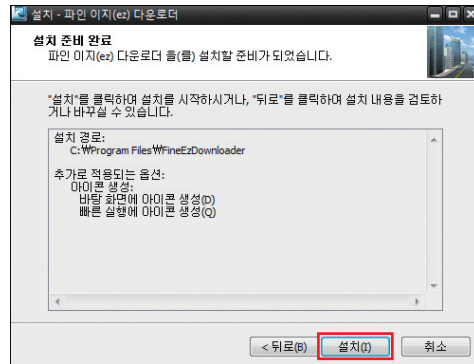 설치 - 파인 이지(ez) 다운로더
설치 준비 완료
파인 이지(ez) 다운로더 을(를) 설치할 준비가 되었습니다.
"설치"를 클릭하여 설치를 시작하시거나, "뒤로"를 클릭하여 설치 내용을 검토하
거나 바꾸실 수 있습니다.
설치 경로:
C:₩Program Files₩FineEzDownloader
추가로 적용되는 옵션:
아이콘 생성:
바탕 화면에 아이콘 생성(D)
빠른 실행에 아이콘 생성(Q)
< 뒤로(B) 설치(I) 취소